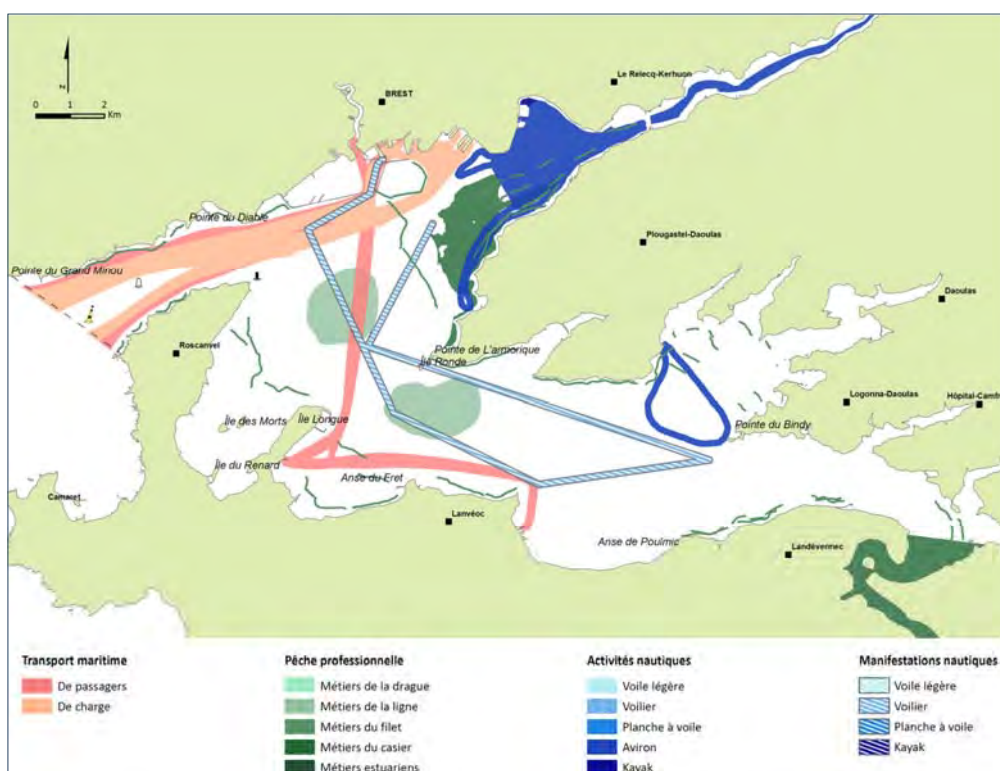 N
0 1 2
Km
BREST
Le Relecq-Kerhuon
Pointe du Diable
Plougastel-Daoulas
Pointe du Grand Minou
Daoulas
Roscanvel
Pointe de L'armorique
Île Ronde
Logonna-Daoulas
Hôpital-Camfr
Île des Morts
Île Longue
Pointe du Bindy
Île du Renard
Anse du Fret
Camaret
Lanvéoc
Anse de Poulmic
Landévennec
Transport maritime
De passagers
De charge
Pêche professionnelle
Métiers de la drague
Métiers de la ligne
Métiers du filet
Métiers du casier
Métiers estuariens
Activités nautiques
Voile légère
Voilier
Planche à voile
Aviron
Kayak
Manifestations nautiques
Voile légère
Voilier
Planche à voile
Kayak